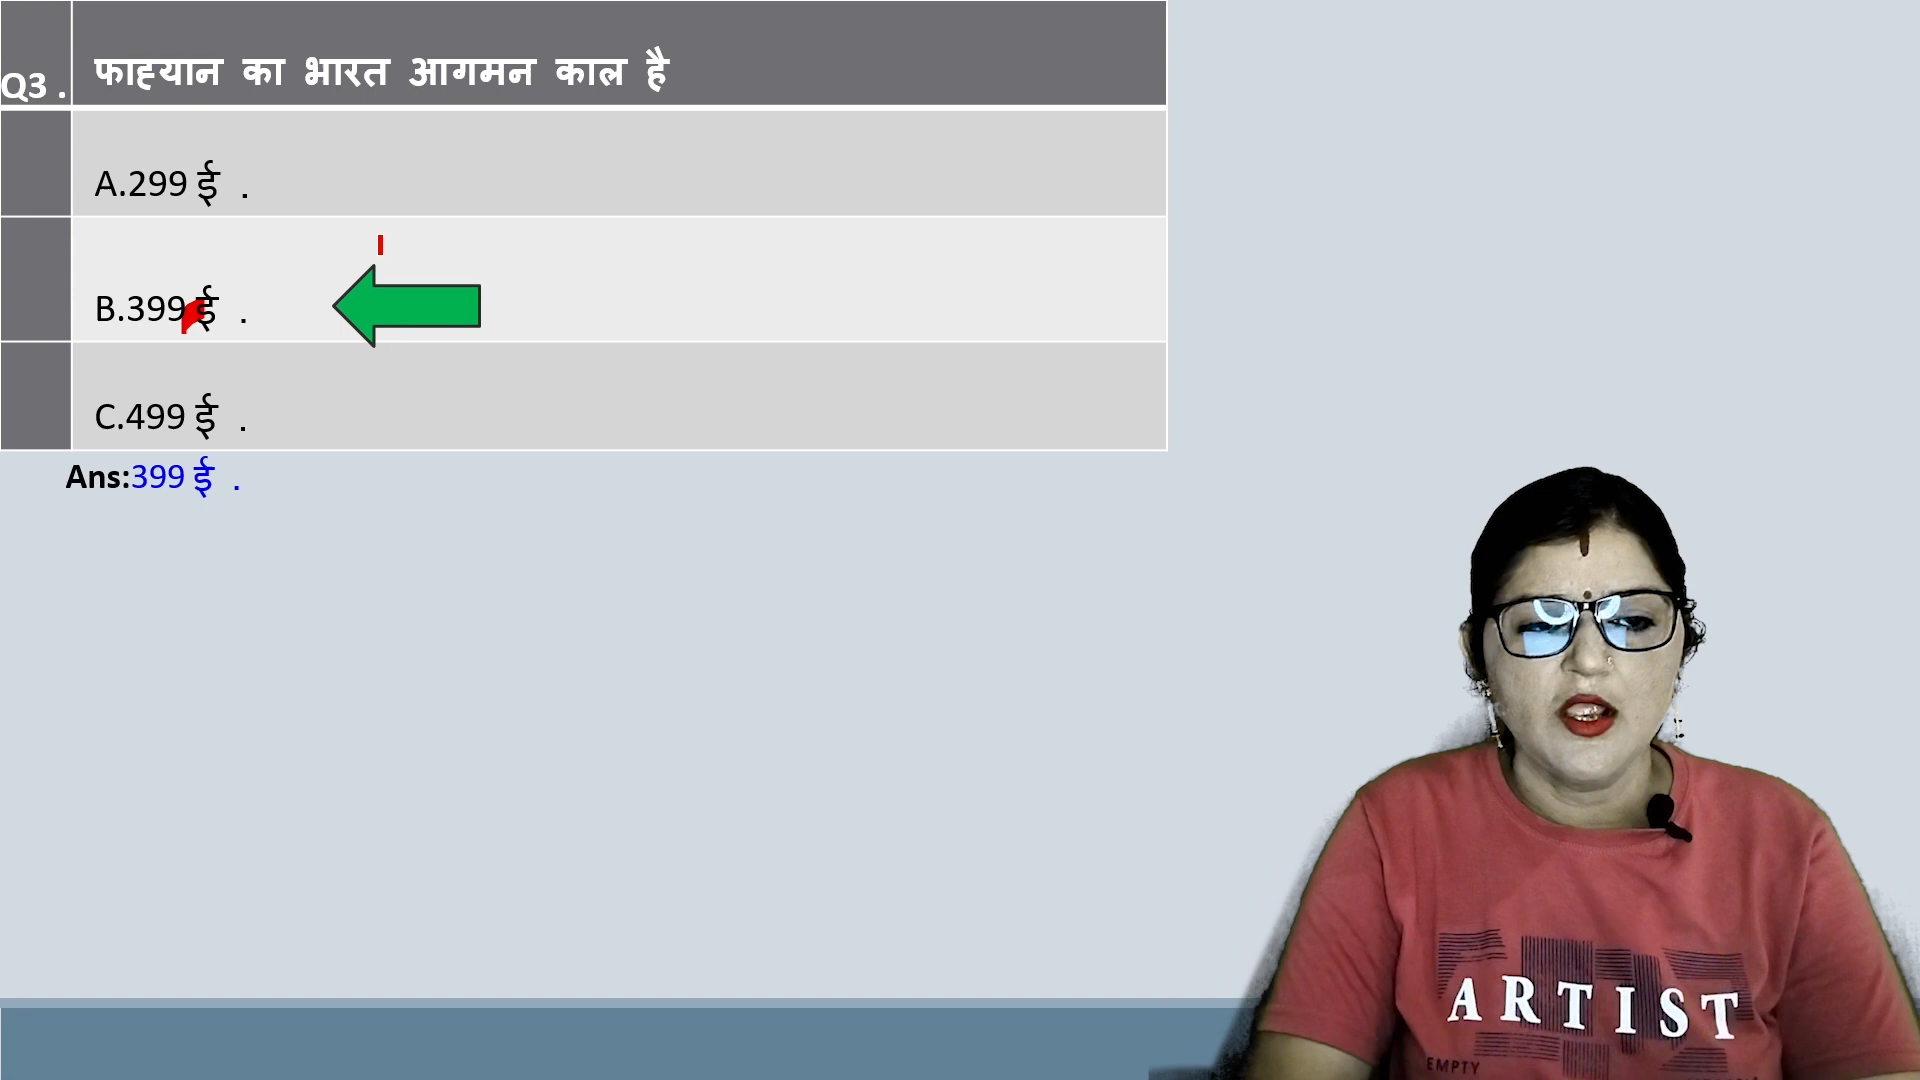 Q3 . फाह्यान का भारत आगमन काल है
A.299 ई .
B.399 ई .
C.499 ई .
Ans:399 ई .
ARTIST
EMPTY